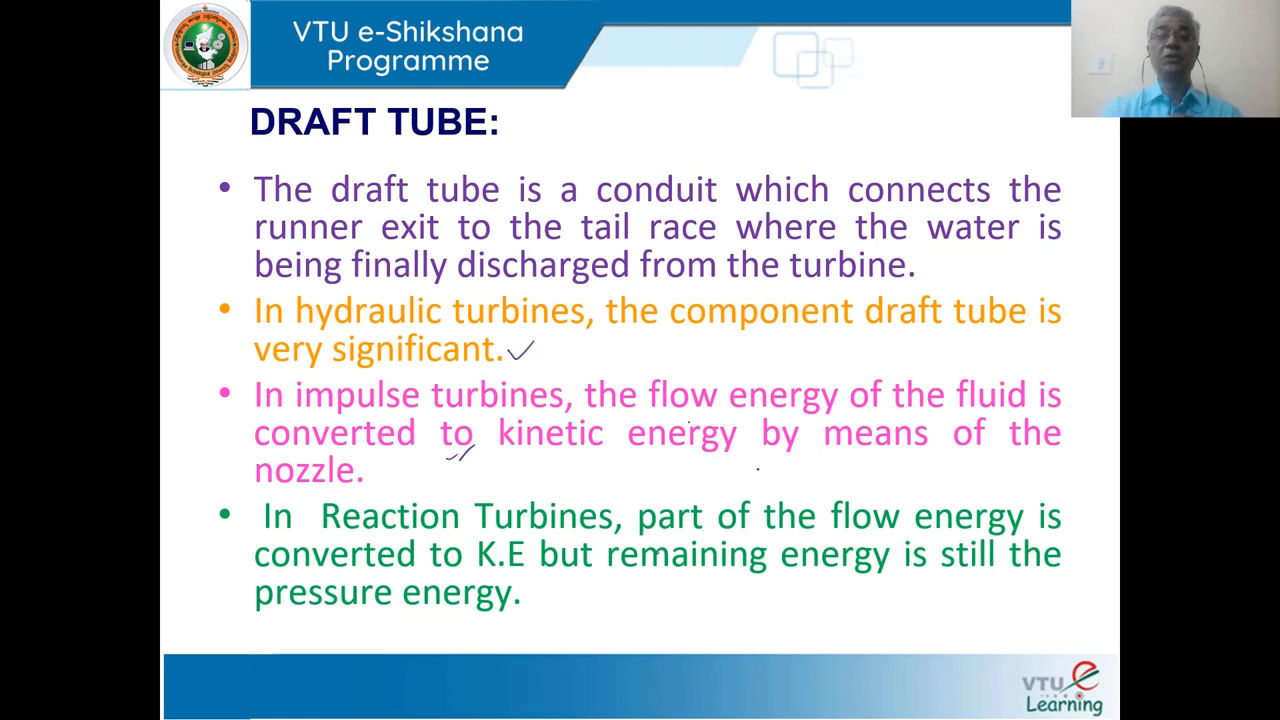 VTU e-Shikshana
Programme
DRAFT TUBE:
• The draft tube is a conduit which connects the
runner exit to the tail race where the water is
being finally discharged from the turbine.
• In hydraulic turbines, the component draft tube is
very significant.
• In impulse turbines, the flow energy of the fluid is
converted to kinetic energy by means of the
nozzle.
• In Reaction Turbines, part of the flow energy is
converted to K.E but remaining energy is still the
pressure energy.
VTU e
Learning